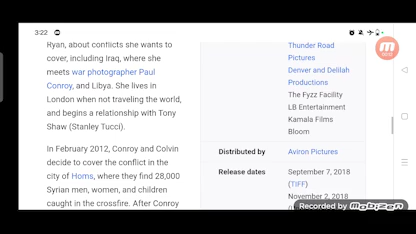 3:22
Ryan, about conflicts she wants to
cover, including Iraq, where she
meets war photographer Paul
Conroy, and Libya. She lives in
London when not traveling the world,
and begins a relationship with Tony
Shaw (Stanley Tucci).
In February 2012, Conroy and Colvin
decide to cover the conflict in the
city of Homs, where they find 28,000
Syrian men, women, and children
caught in the crossfire. After Conroy
Thunder Road
Pictures
Denver and Delilah
Productions
The Fyzz Facility
LB Entertainment
Kamala Films
Bloom
Distributed by Aviron Pictures
Release dates September 7, 2018
(TIFF)
November 2, 2018
Recorded by Mobizen